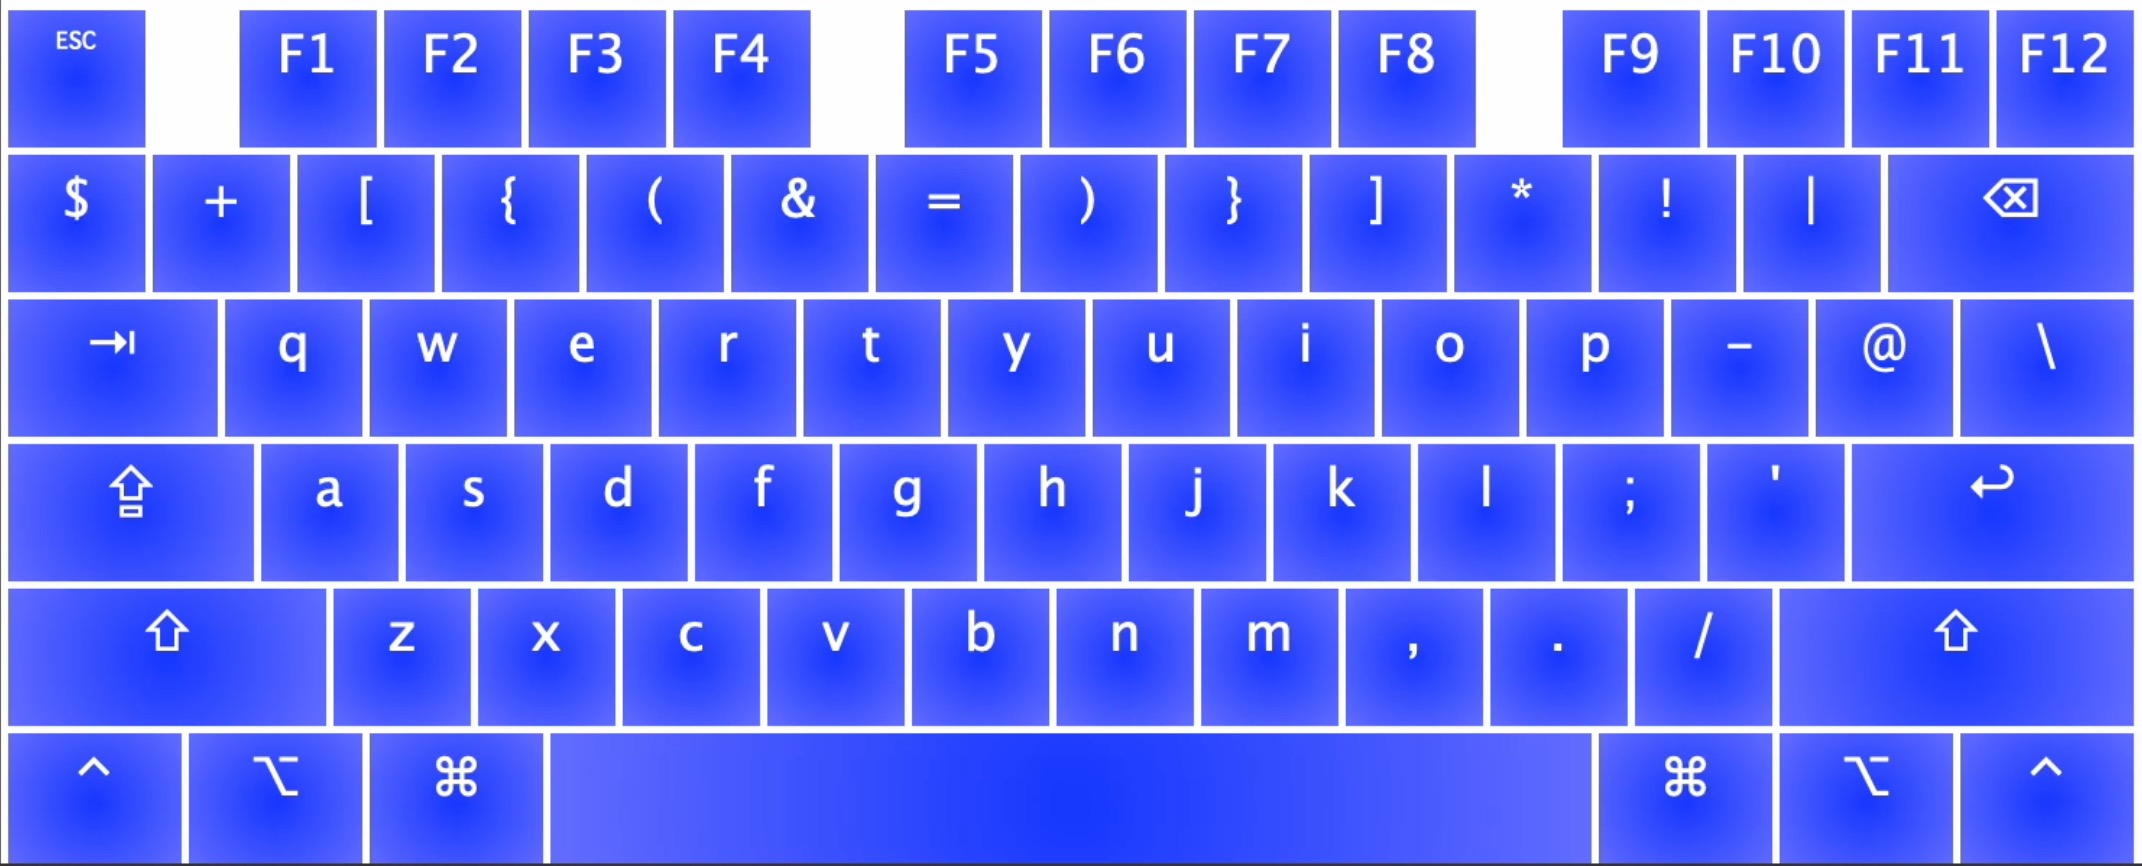 ESC F1 F2 F3 F4 F5 F6 F7 F8 F9 F10 F11 F12
$ + [ { ( & = ) } ] * ! | ⌫
⇥ q w e r t y u i o p - @ \
⇪ a s d f g h j k l ; ' ↩
⇧ z x c v b n m , . / ⇧
^ ⌥ ⌘ ⌘ ⌥ ^